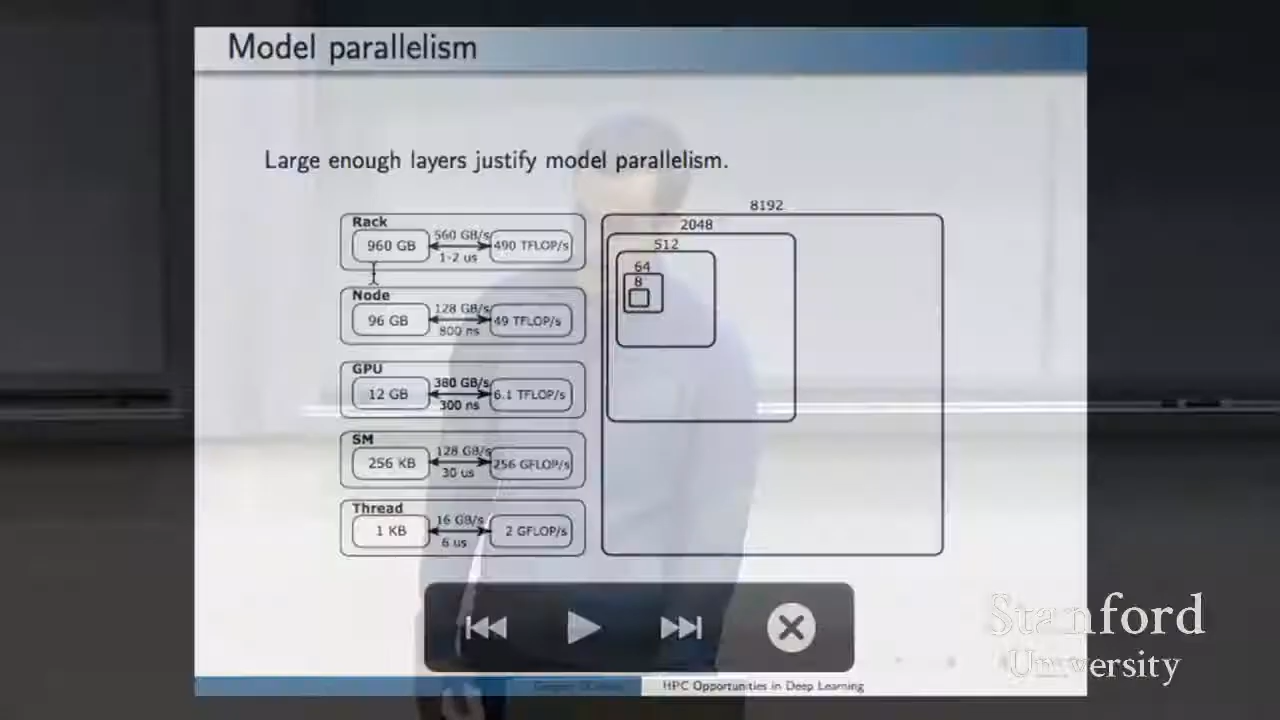 Model parallelism
Large enough layers justify model parallelism.
Rack
960 GB
560 GB/s
1-2 us
490 TFLOP/s
Node
96 GB
128 GB/s
800 ns
49 TFLOP/s
GPU
12 GB
380 GB/s
300 ns
6.1 TFLOP/s
SM
256 KB
128 GB/s
30 us
256 GFLOP/s
Thread
1 KB
16 GB/s
6 us
2 GFLOP/s
8192
2048
512
64
8
HPC Opportunities in Deep Learning
Stanford
University